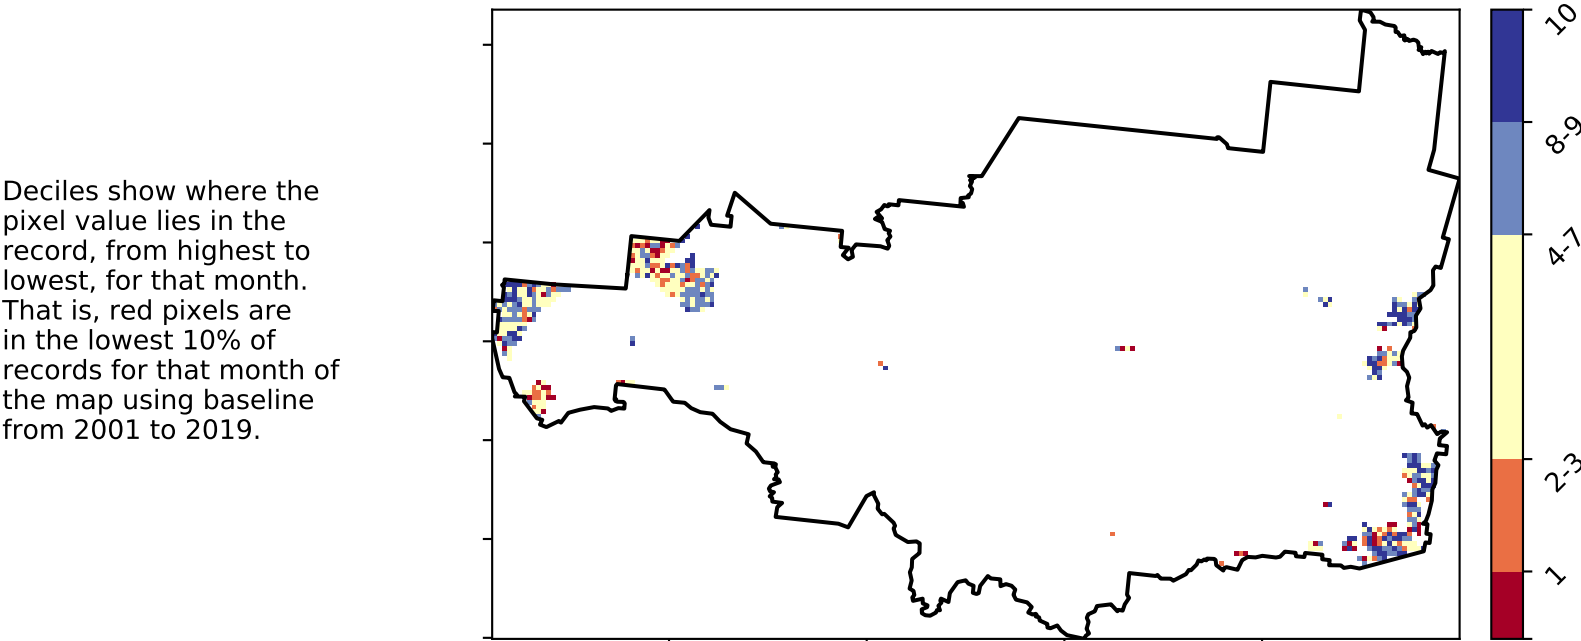 Deciles show where the
pixel value lies in the
record, from highest to
lowest, for that month.
That is, red pixels are
in the lowest 10% of
records for that month of
the map using baseline
from 2001 to 2019.
10
8-9
4-7
2-3
1